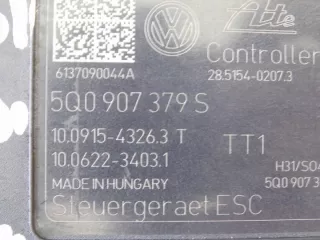 Ate
Controller
6137090044A
28.5154-0207.3
5Q0 907 379 S
10.0915-4326.3 T
TT1
10.0622-3403.1
H31/S04
MADE IN HUNGARY
5Q0 907 3
Steuergeraet ESC